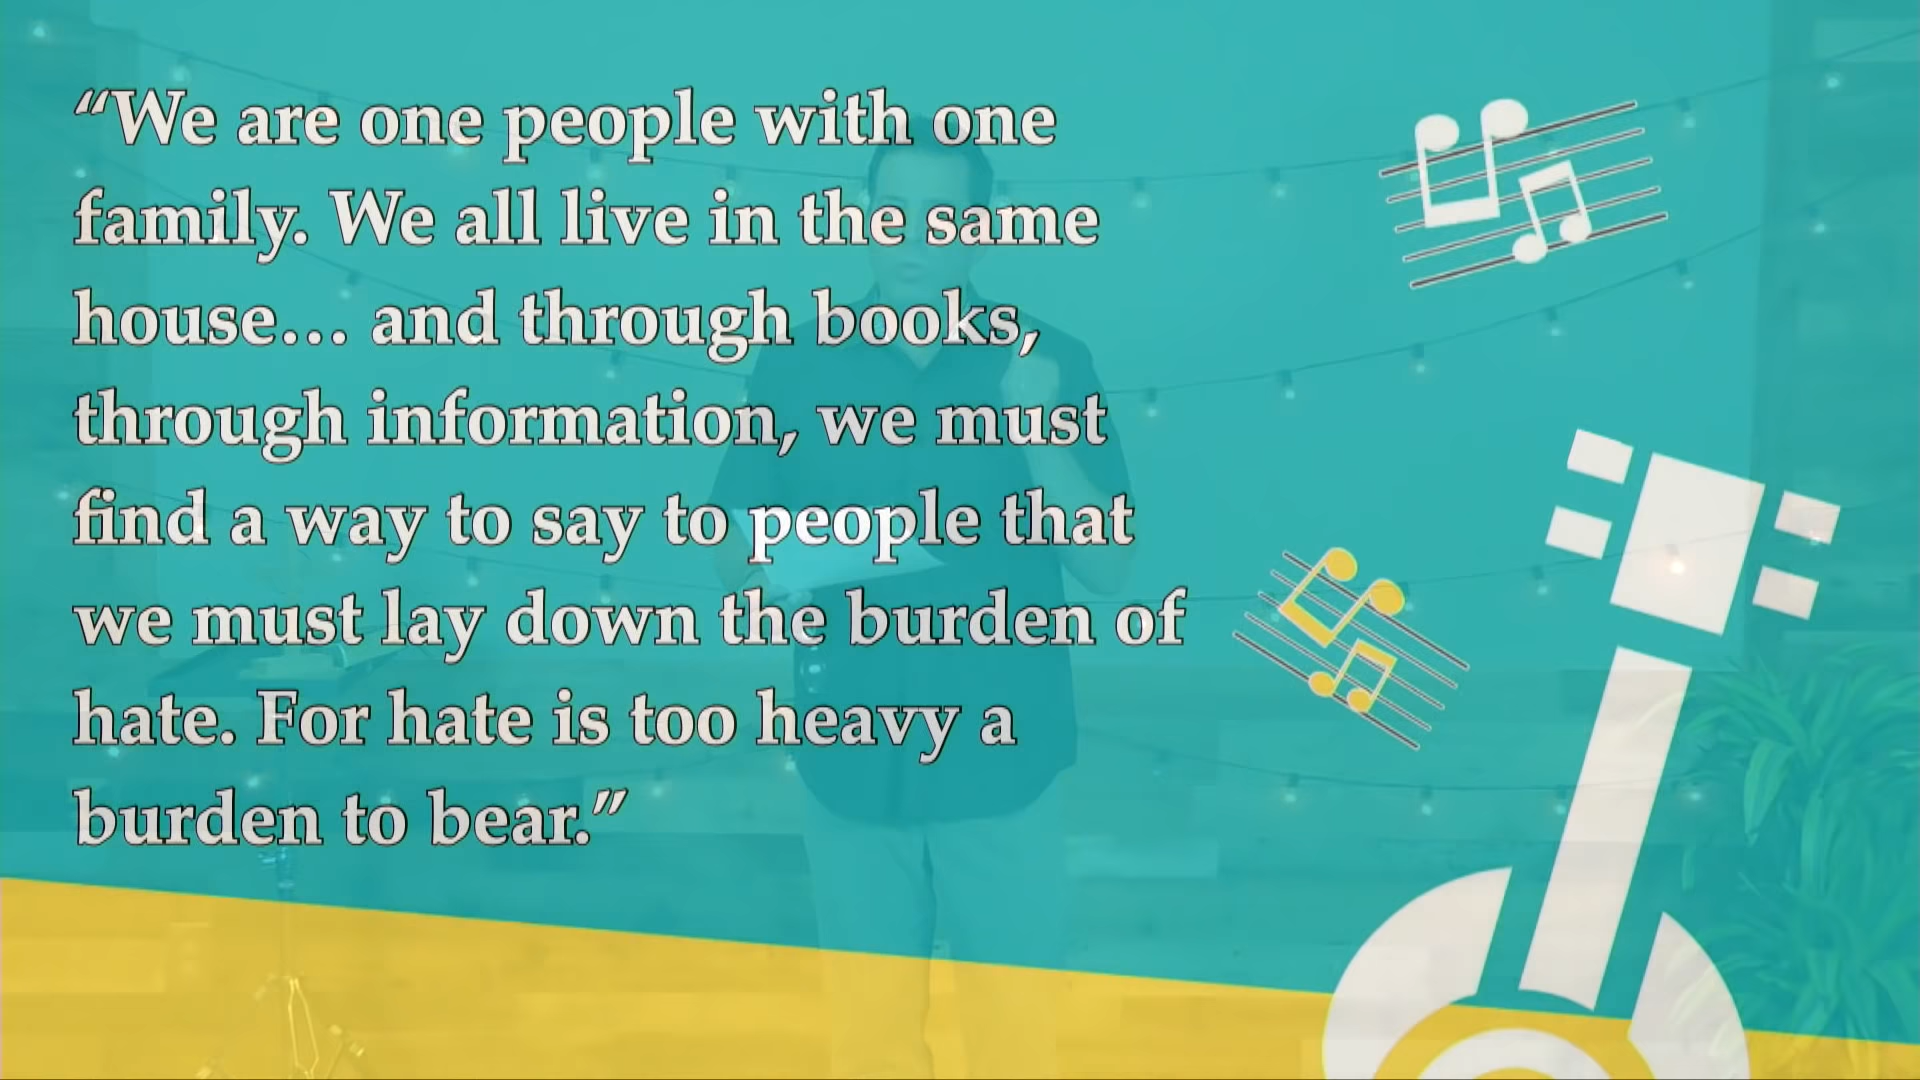 “We are one people with one
family. We all live in the same
house… and through books,
through information, we must
find a way to say to people that
we must lay down the burden of
hate. For hate is too heavy a
burden to bear.”